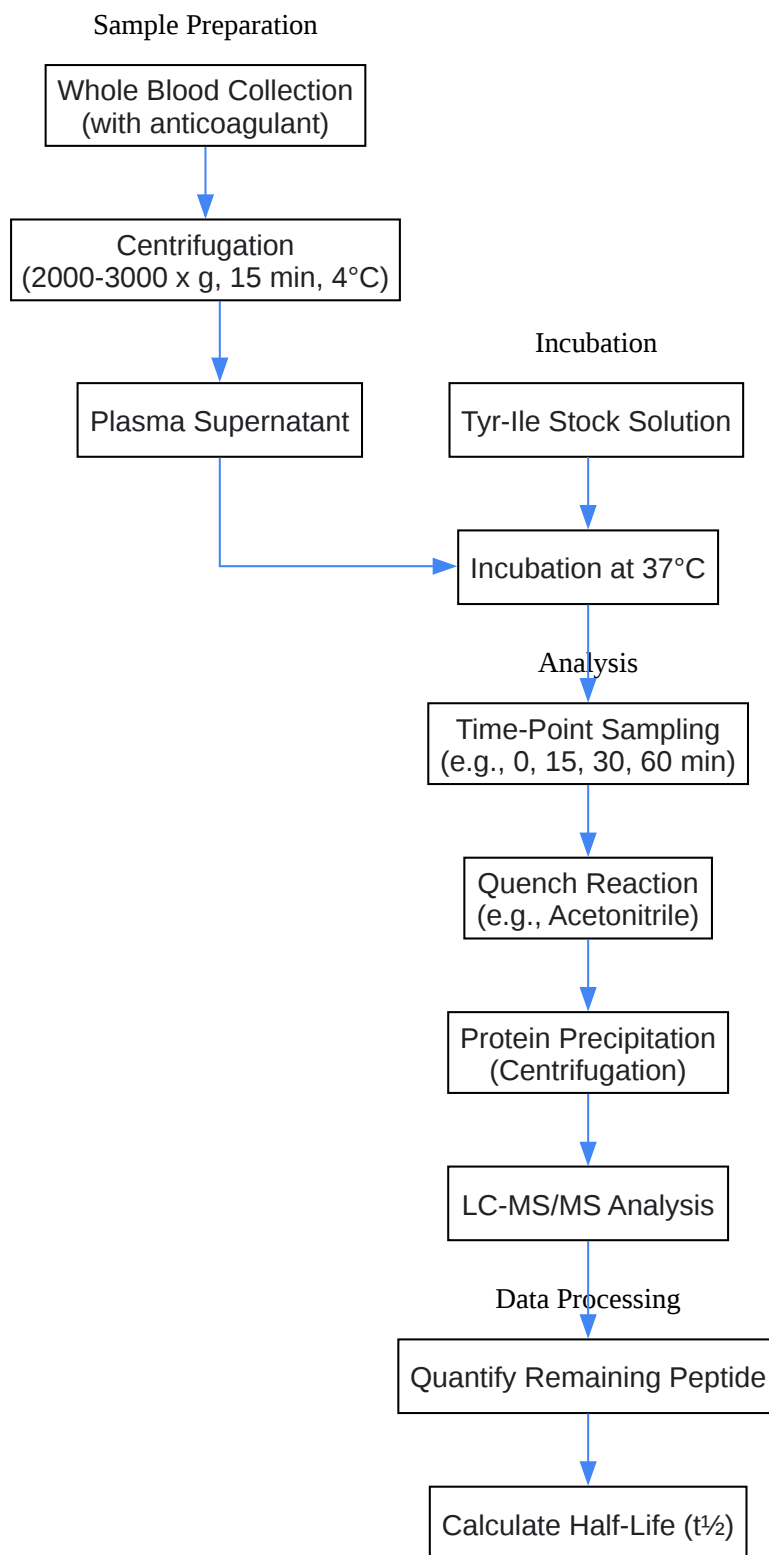 Sample Preparation
Whole Blood Collection
(with anticoagulant)
Centrifugation
(2000-3000 x g, 15 min, 4°C)
Plasma Supernatant
Incubation
Tyr-Ile Stock Solution
Incubation at 37°C
Analysis
Time-Point Sampling
(e.g., 0, 15, 30, 60 min)
Quench Reaction
(e.g., Acetonitrile)
Protein Precipitation
(Centrifugation)
LC-MS/MS Analysis
Data Processing
Quantify Remaining Peptide
Calculate Half-Life (t½)